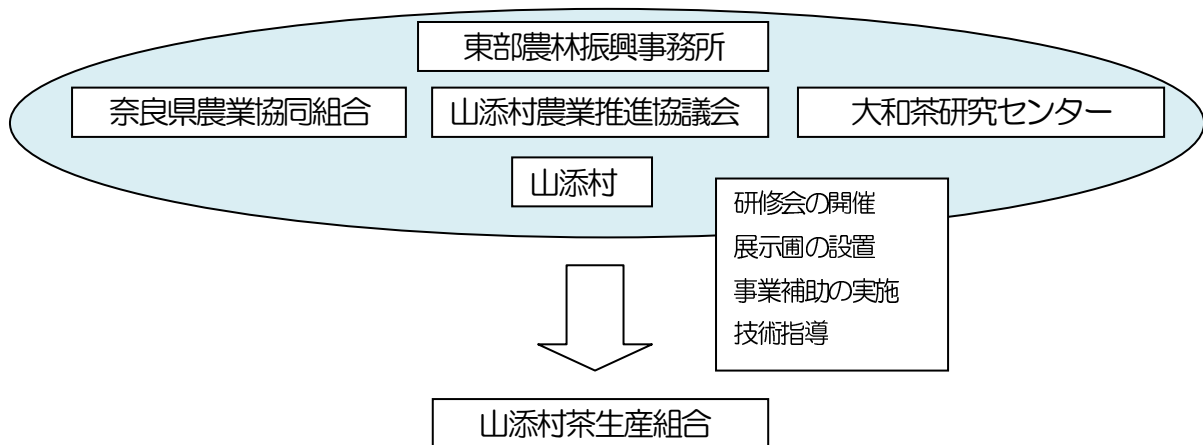 東部農林振興事務所
奈良県農業協同組合
山添村農業推進協議会
大和茶研究センター
山添村
研修会の開催
展示圃の設置
事業補助の実施
技術指導
山添村茶生産組合